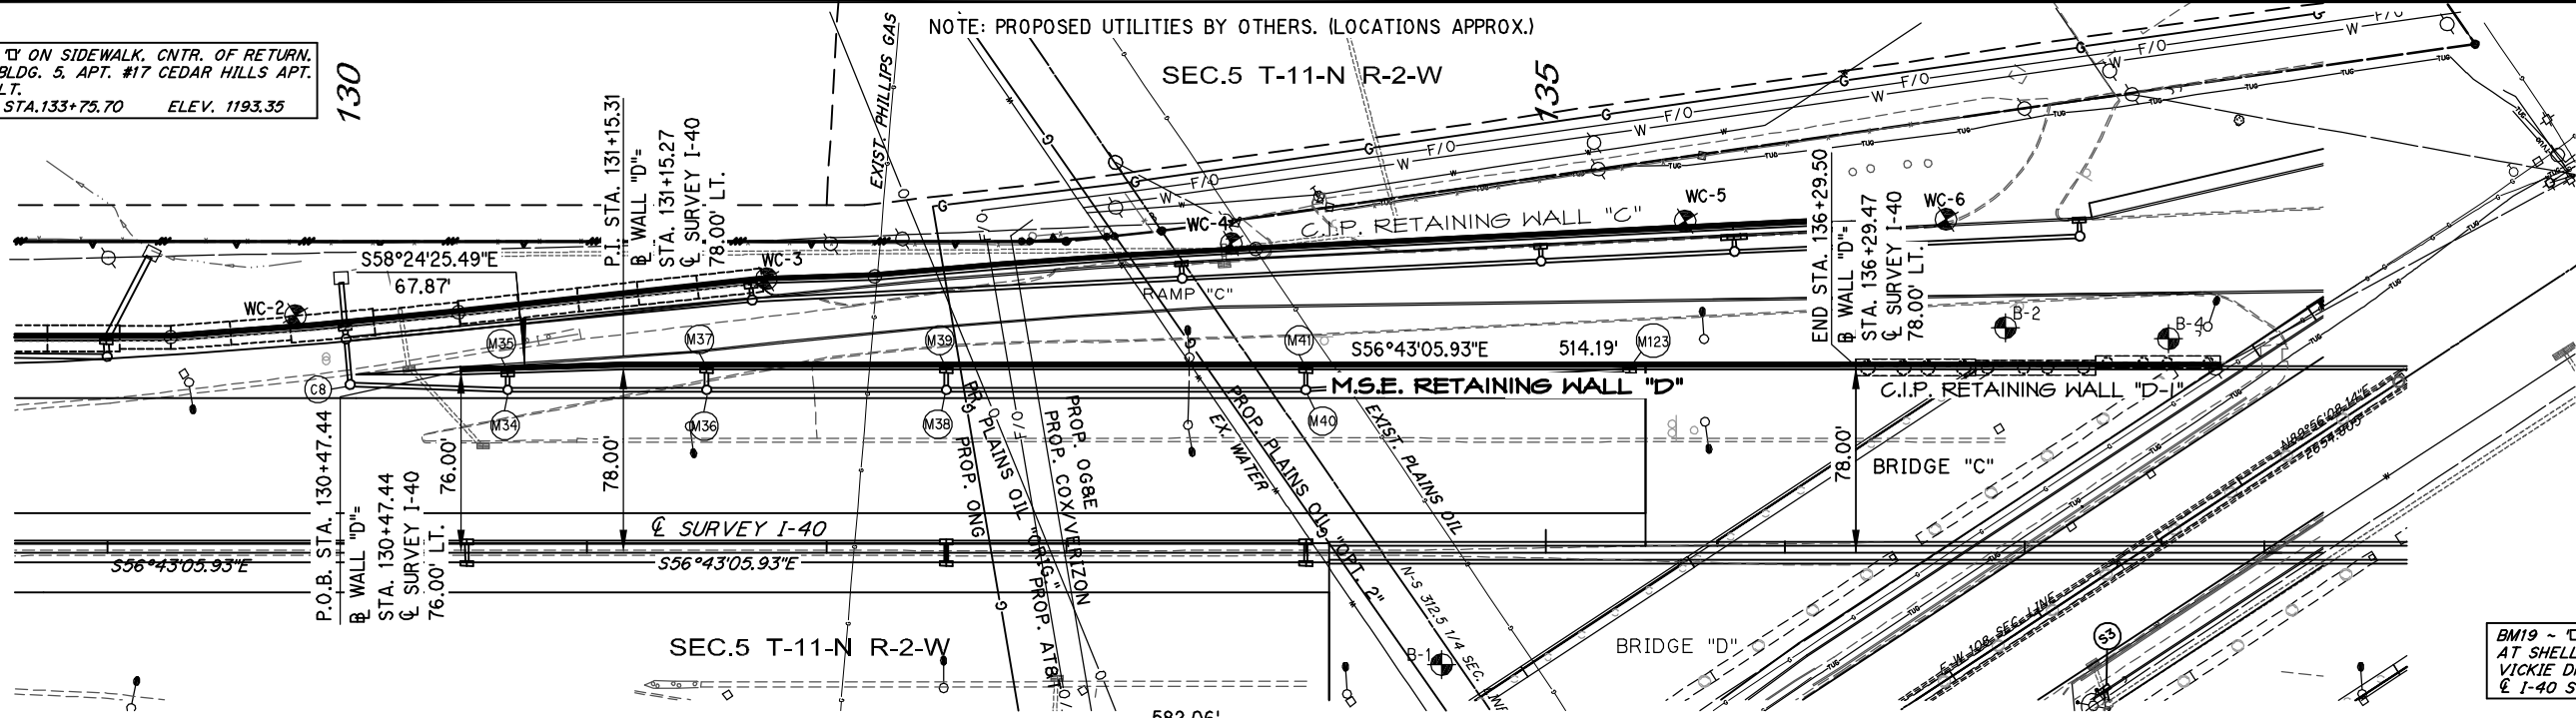 NOTE: PROPOSED UTILITIES BY OTHERS. (LOCATIONS APPROX.)
ON SIDEWALK, CNTR. OF RETURN,
BLDG. 5, APT. #17 CEDAR HILLS APT.
LT.
STA.133+75.70 ELEV. 1193.35
130
135
SEC.5 T-11-N R-2-W
EXIST. PHILLIPS GAS
P.I. STA. 131+15.31
℄ WALL "D"=
STA. 131+15.27
℄ SURVEY I-40
78.00' LT.
END STA. 136+29.50
WALL "D"=
STA. 136+29.47
℄ SURVEY I-40
78.00' LT.
G
W
F/O
TUG
WC-2
WC-3
WC-4
WC-5
WC-6
C.I.P. RETAINING WALL "C"
S58°24'25.49"E
67.87'
RAMP "C"
B-2
B-4
M35
M37
M39
M41
M123
S56°43'05.93"E 514.19'
M.S.E. RETAINING WALL "D"
C.I.P. RETAINING WALL "D-1"
C8
M34
M36
M38
M40
P.O.B. STA. 130+47.44
WALL "D"=
STA. 130+47.44
℄ SURVEY I-40
76.00' LT.
76.00'
78.00'
78.00'
PROP. ONG
PROP. PLAINS OIL "ORIG."
PROP. AT&T
PROP. COX/VERIZON
PROP. OG&E
EX. WATER
PROP. PLAINS OIL "OPT. 2"
EXIST. PLAINS OIL
N-S 312.5 1/4 SEC.
BRIDGE "C"
N89°56'08.14"E
℄ SURVEY I-40
S56°43'05.93"E
S56°43'05.93"E
E-W 108 SEC. LINE
SEC.5 T-11-N R-2-W
B-1
BRIDGE "D"
S3
BM19 ~
AT SHELL
VICKIE
℄ I-40
582.06'